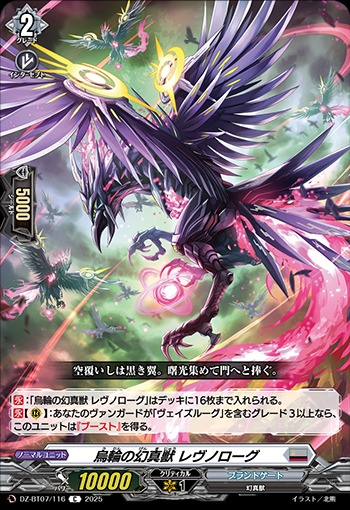 2
グレード
インターセプト
5000
シールド
空覆いしは黒き翼。曙光集めて門へと捧ぐ。
永:「烏輪の幻真獣 レヴノローグ」はデッキに16枚まで入れられる。
永【R】:あなたのヴァンガードが「ヴェイズルーグ」を含むグレード3以上なら、
このユニットは『ブースト』を得る。
ノーマルユニット
烏輪の幻真獣 レヴノローグ
パワー
10000
クリティカル
1
ブラントゲート
幻真獣
DZ-BT07/116 C 2025
イラスト/北熊